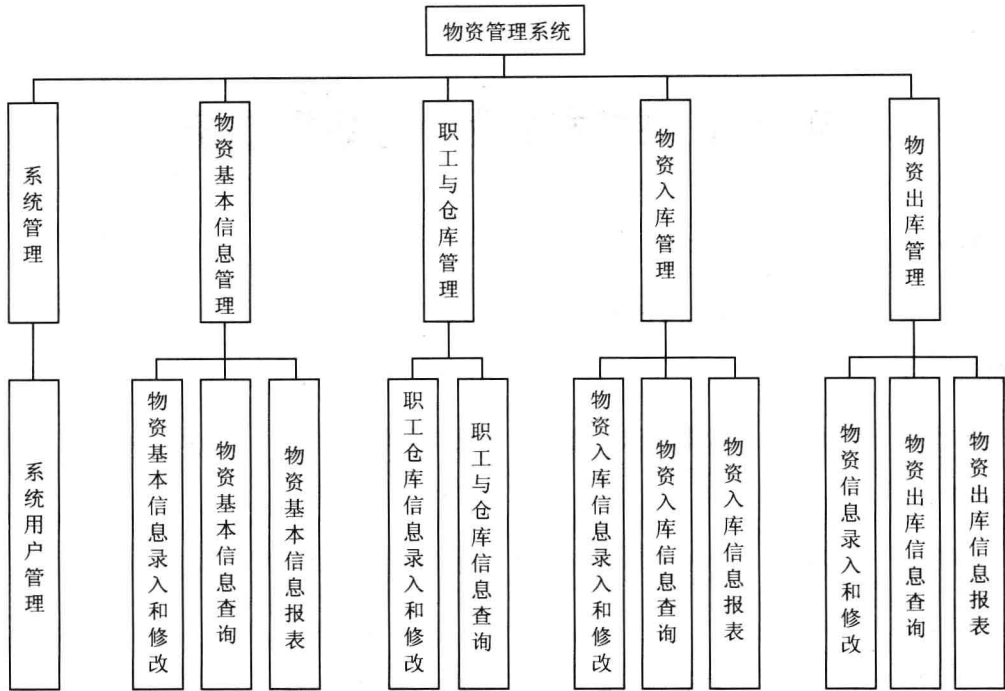 物资管理系统
系统管理
物资基本信息管理
职工与仓库管理
物资入库管理
物资出库管理
系统用户管理
物资基本信息录入和修改
物资基本信息查询
物资基本信息报表
职工仓库信息录入和修改
职工与仓库信息查询
物资入库信息录入和修改
物资入库信息查询
物资入库信息报表
物资信息录入和修改
物资出库信息查询
物资出库信息报表